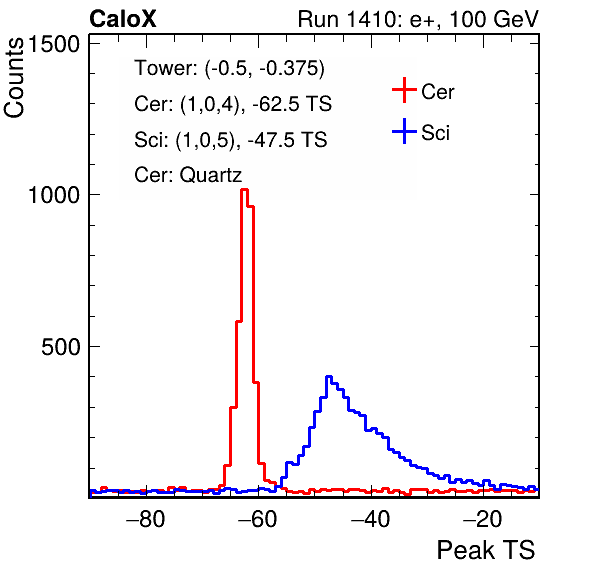 CaloX Run 1410: e+, 100 GeV
Counts
1500
Tower: (-0.5, -0.375)
Cer: (1,0,4), -62.5 TS
Sci: (1,0,5), -47.5 TS
Cer: Quartz
Cer
Sci
1000
500
−80 −60 −40 −20
Peak TS